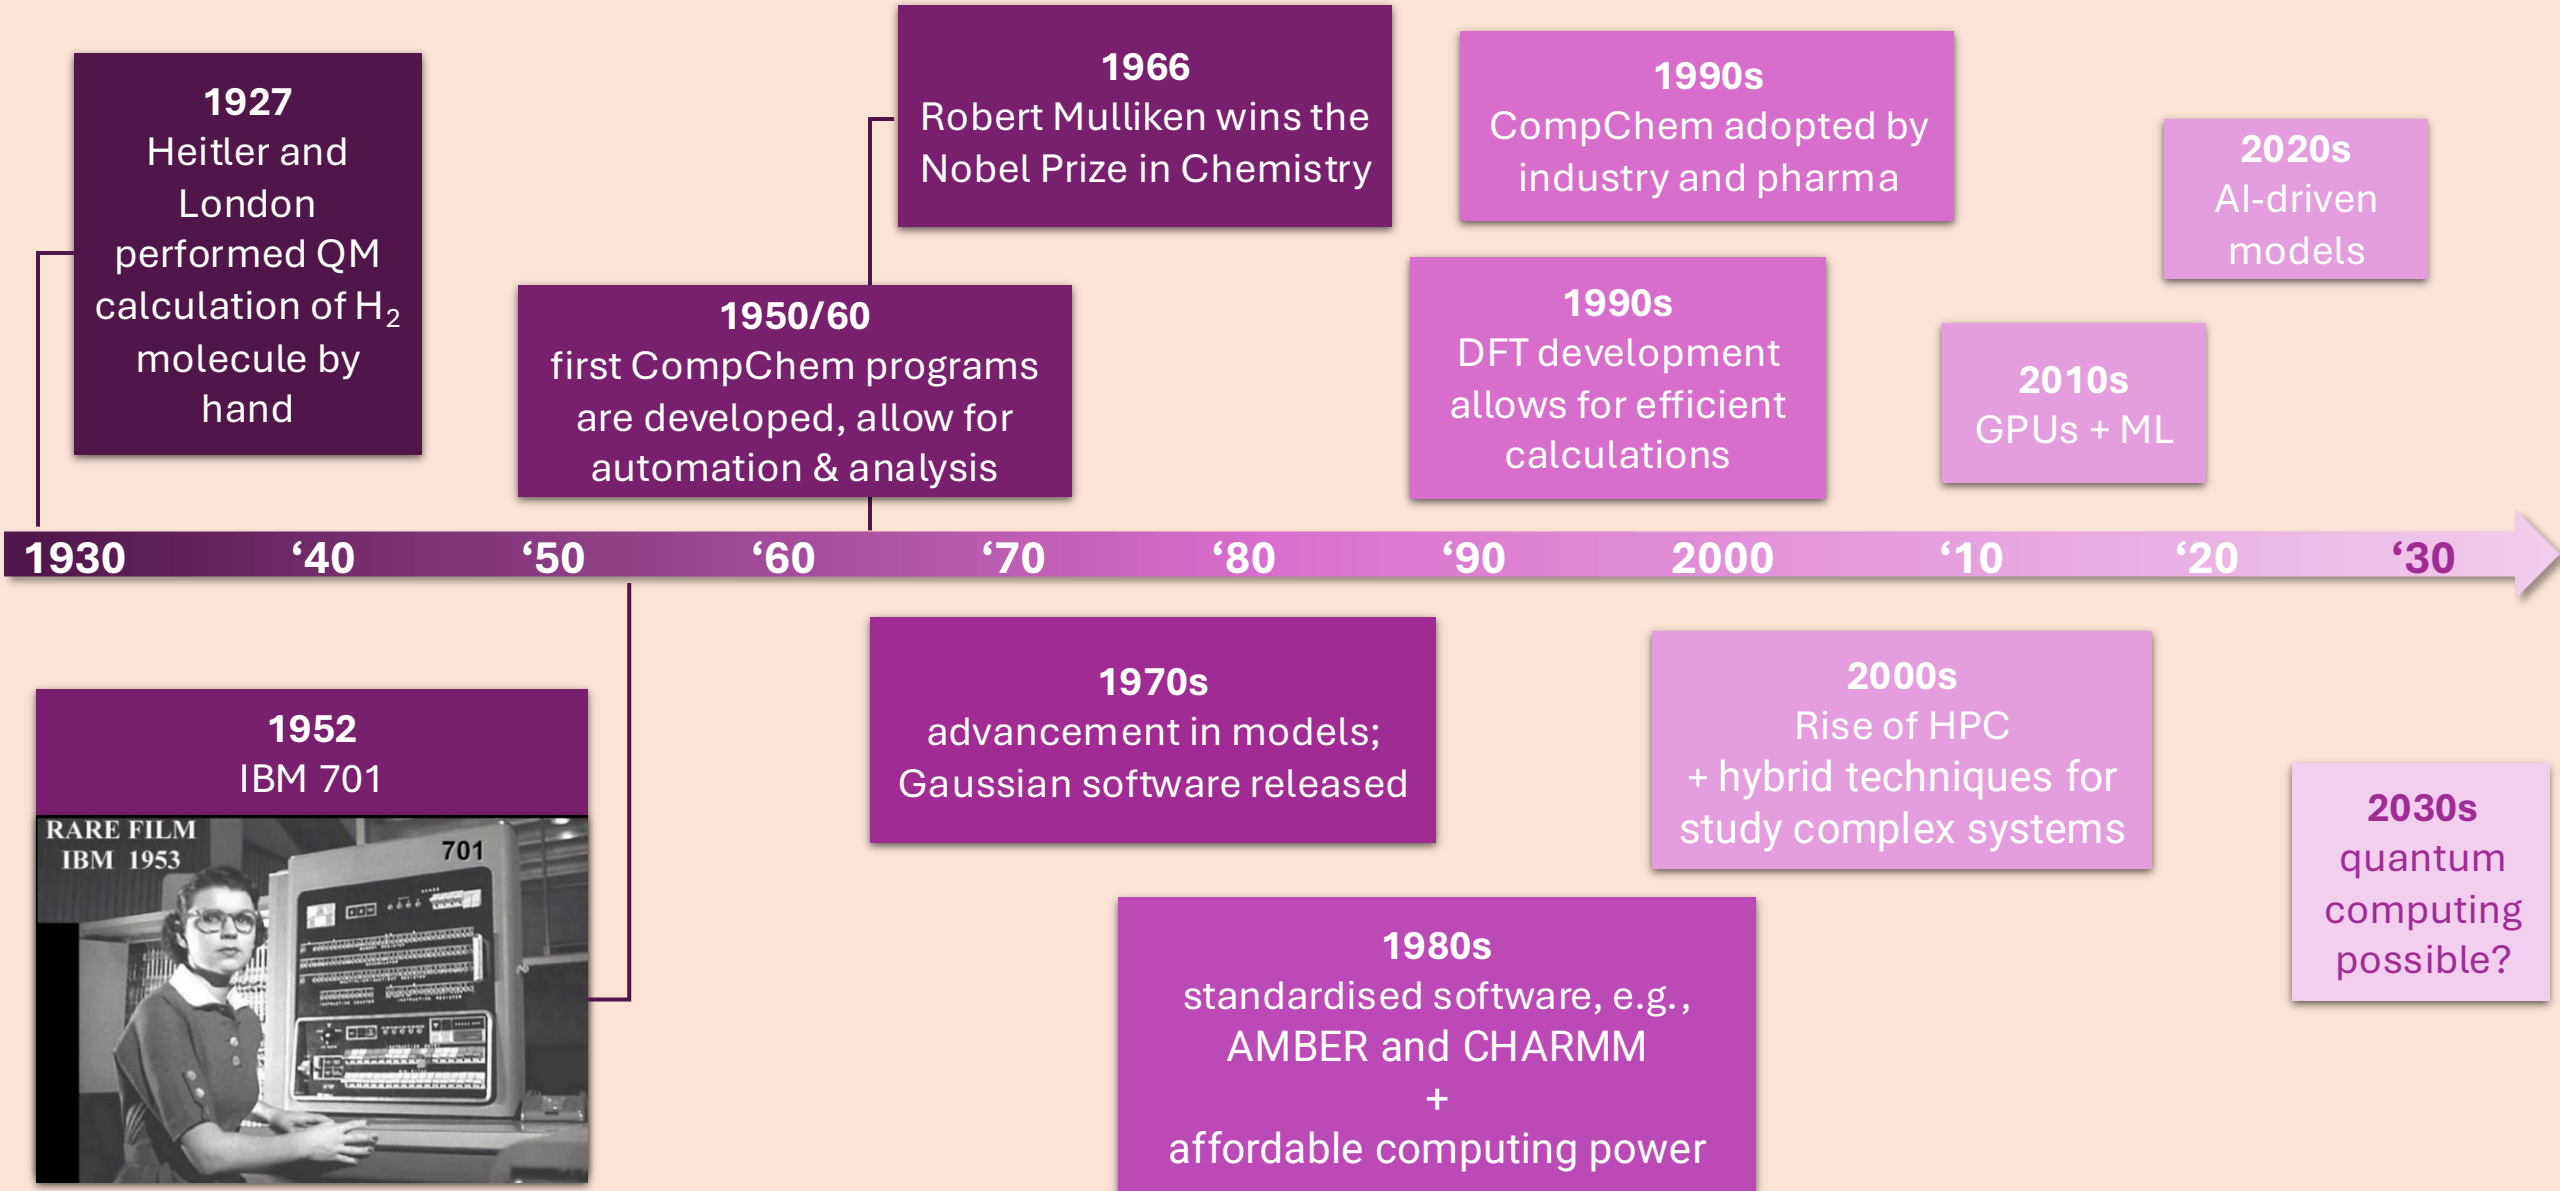 1927
Heitler and
London
performed QM
calculation of H₂
molecule by
hand
1950/60
first CompChem programs
are developed, allow for
automation & analysis
1966
Robert Mulliken wins the
Nobel Prize in Chemistry
1990s
CompChem adopted by
industry and pharma
1990s
DFT development
allows for efficient
calculations
2010s
GPUs + ML
2020s
AI-driven
models
1930 ‘40 ‘50 ‘60 ‘70 ‘80 ‘90 2000 ‘10 ‘20 ‘30
1952
IBM 701
RARE FILM
IBM 1953
701
1970s
advancement in models;
Gaussian software released
1980s
standardised software, e.g.,
AMBER and CHARMM
+
affordable computing power
2000s
Rise of HPC
+ hybrid techniques for
study complex systems
2030s
quantum
computing
possible?